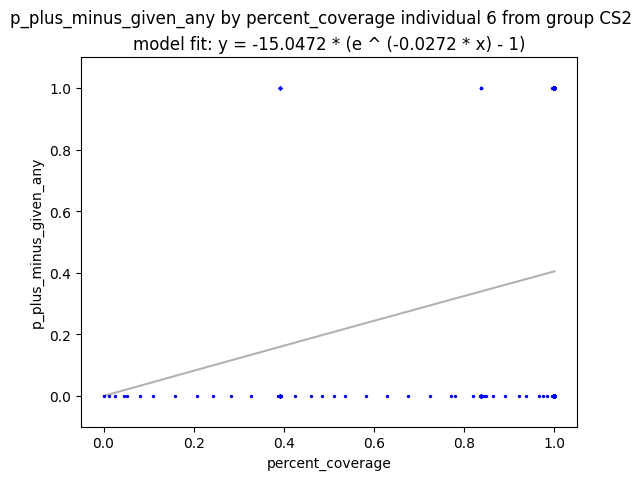 p_plus_minus_given_any by percent_coverage individual 6 from group CS2
model fit: y = -15.0472 * (e ^ (-0.0272 * x) - 1)
p_plus_minus_given_any
1.0
0.8
0.6
0.4
0.2
0.0
0.0 0.2 0.4 0.6 0.8 1.0
percent_coverage